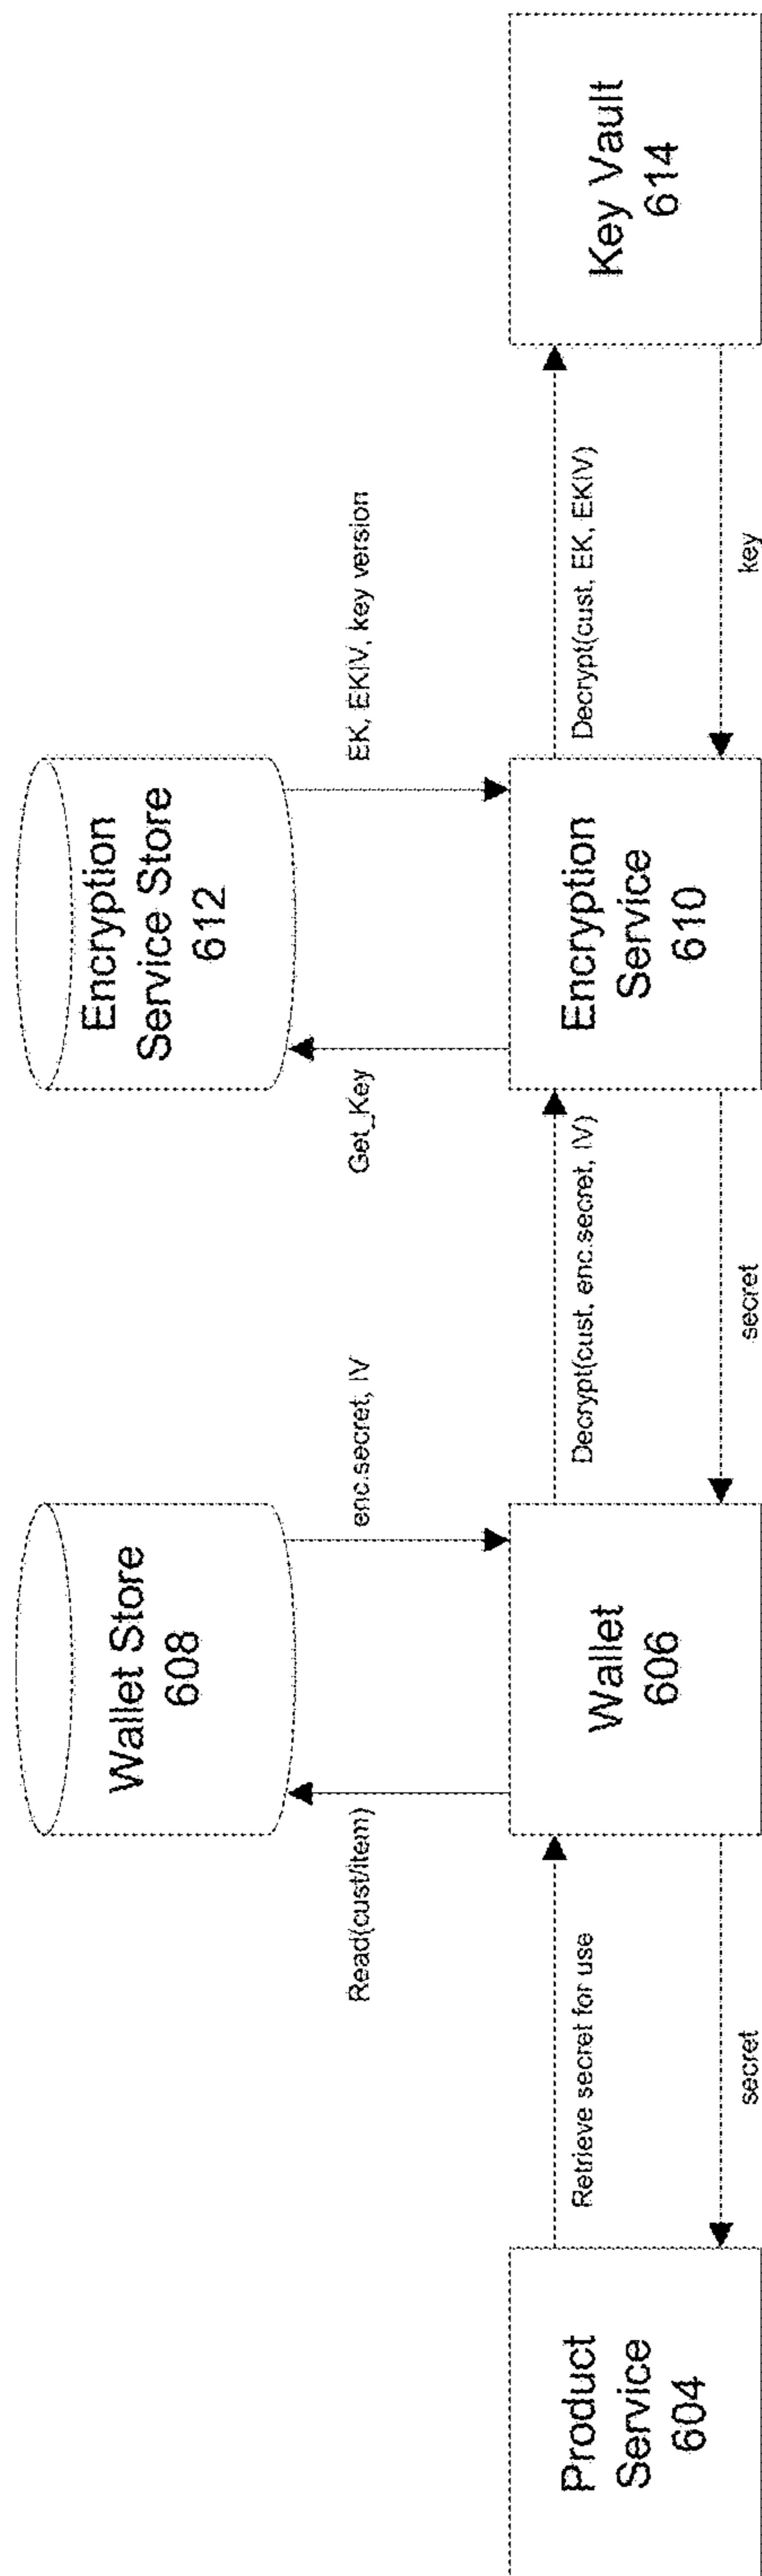 Wallet Store
608
Encryption
Service Store
612
Read(cust/item)
enc.secret, IV
Get_Key
EK, EKIV, key version
Product
Service
604
Retrieve secret for use
secret
Wallet
606
Decrypt(cust, enc.secret, IV)
secret
Encryption
Service
610
Decrypt(cust, EK, EKIV)
key
Key Vault
614